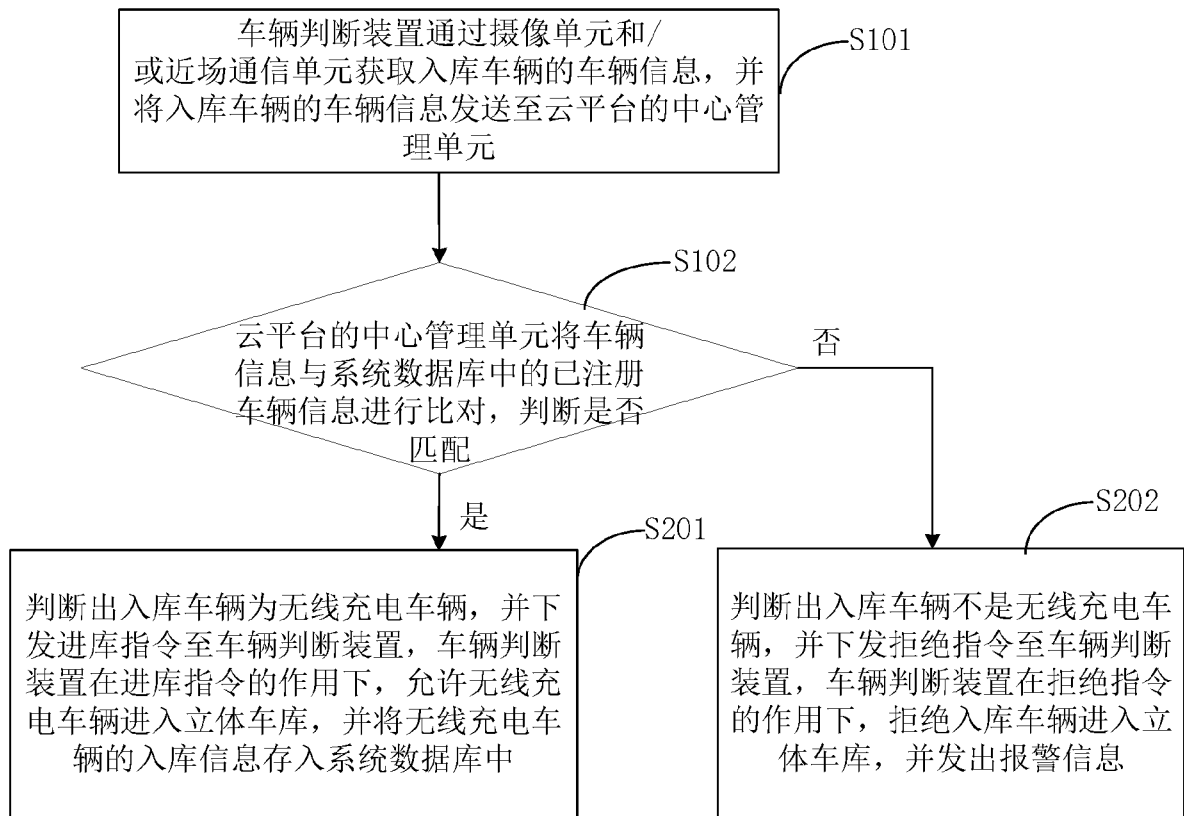 车辆判断装置通过摄像单元和/
或近场通信单元获取入库车辆的车辆信息，并
将入库车辆的车辆信息发送至云平台的中心管
理单元
S101
S102
云平台的中心管理单元将车辆
信息与系统数据库中的已注册
车辆信息进行比对，判断是否
匹配
否
是
S201
判断出入库车辆为无线充电车辆，并下
发进库指令至车辆判断装置，车辆判断
装置在进库指令的作用下，允许无线充
电车辆进入立体车库，并将无线充电车
辆的入库信息存入系统数据库中
S202
判断出入库车辆不是无线充电车
辆，并下发拒绝指令至车辆判断
装置，车辆判断装置在拒绝指令
的作用下，拒绝入库车辆进入立
体车库，并发出报警信息